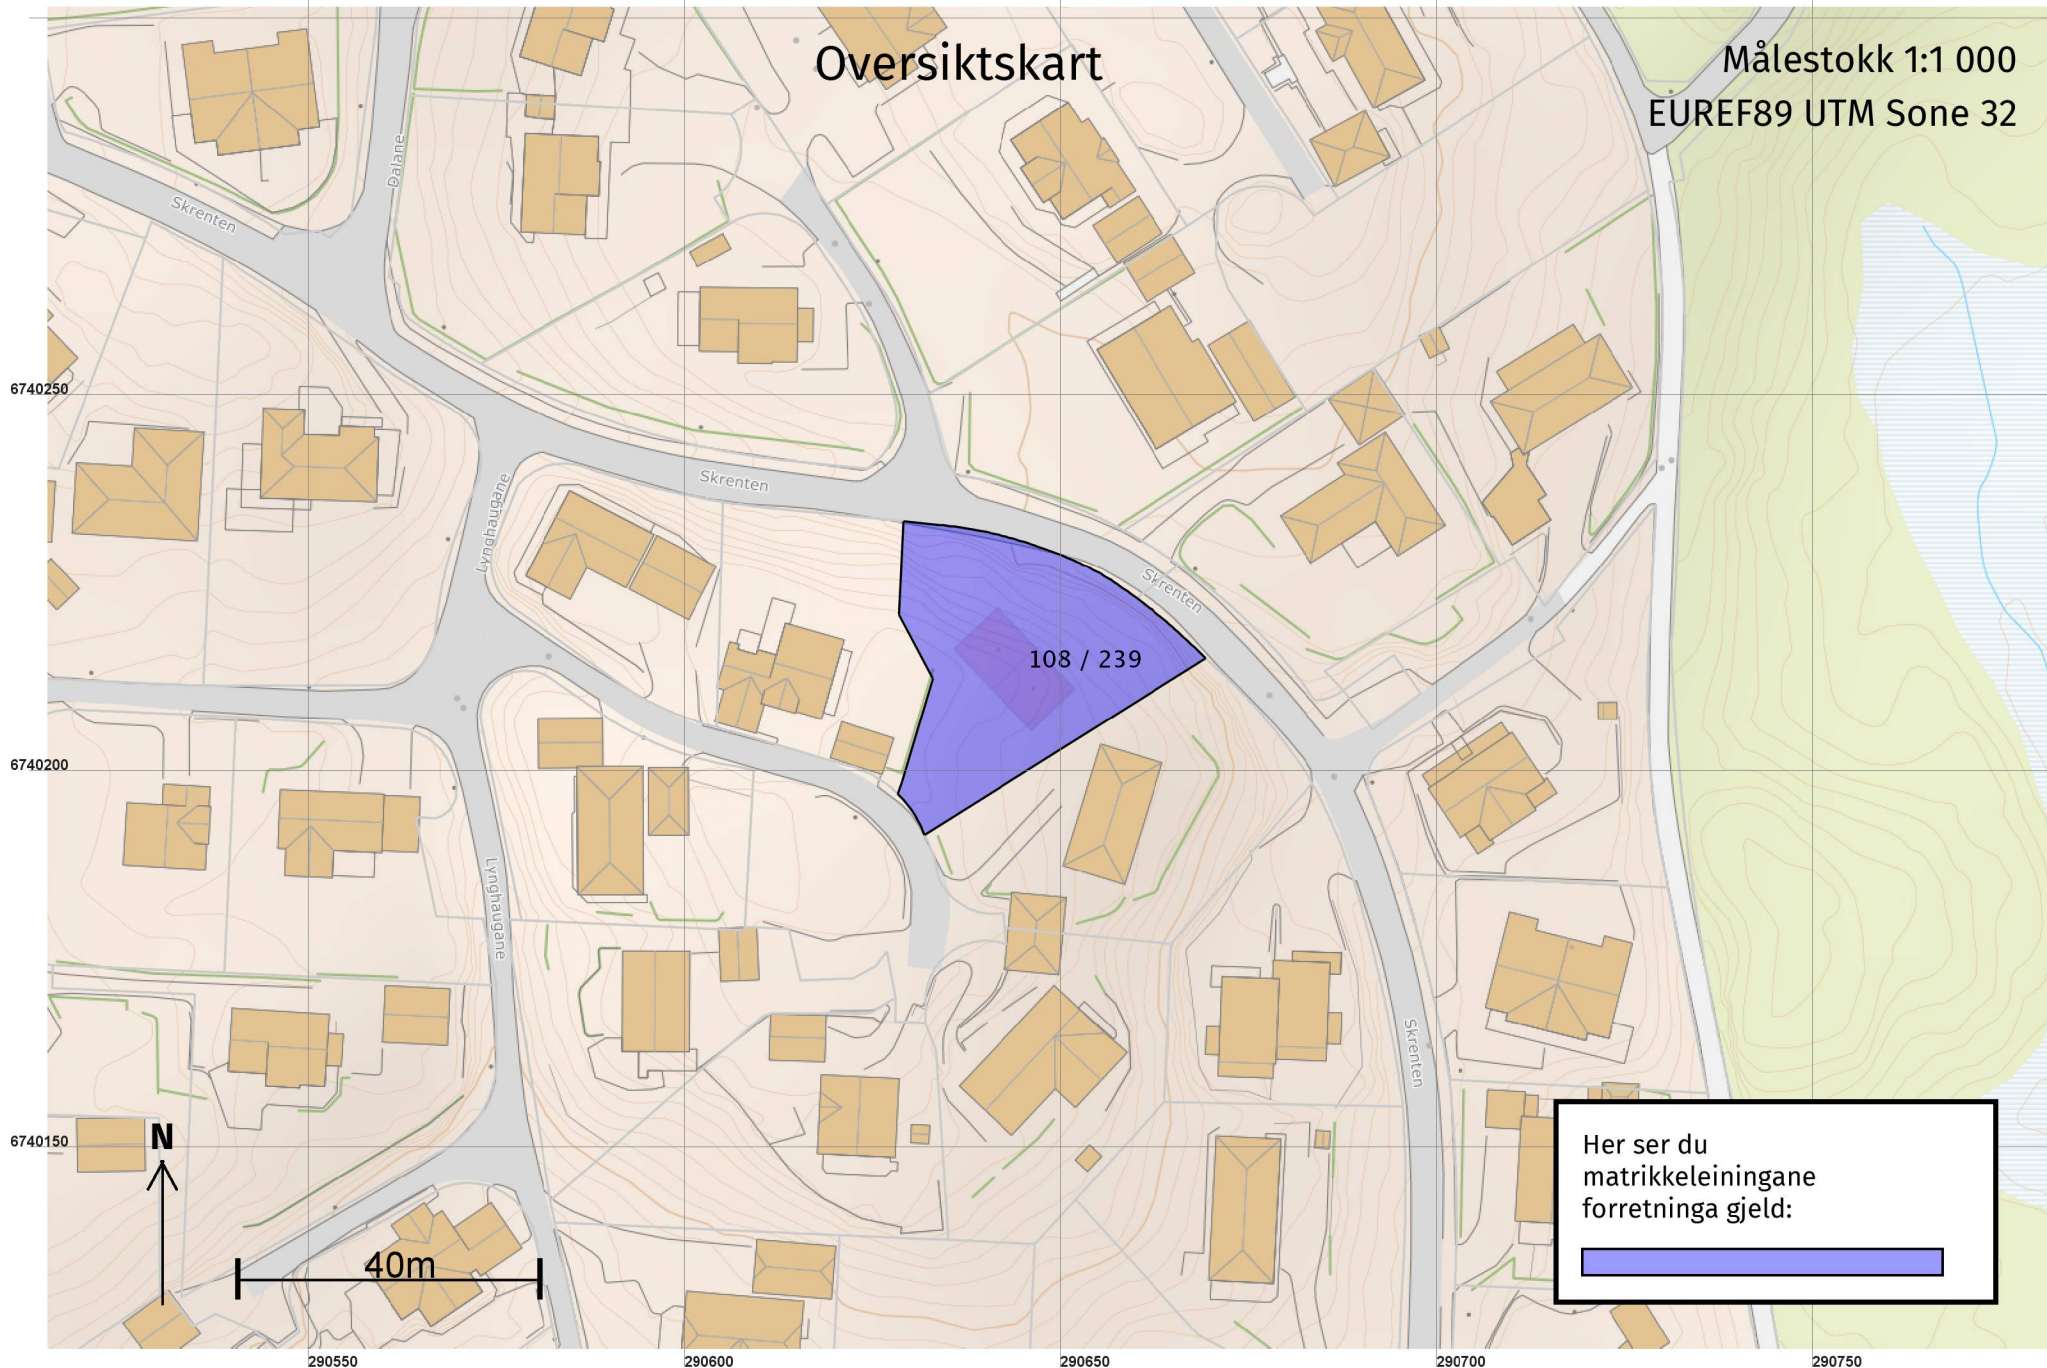 Oversiktskart
Målestokk 1:1 000
EUREF89 UTM Sone 32
Dalane
Skrenten
6740250
Skrenten
Lynghaugane
Skrenten
108 / 239
6740200
Lynghaugane
Skrenten
6740150
N
40m
Her ser du
matrikkeleiningane
forretninga gjeld:
290550
290600
290650
290700
290750